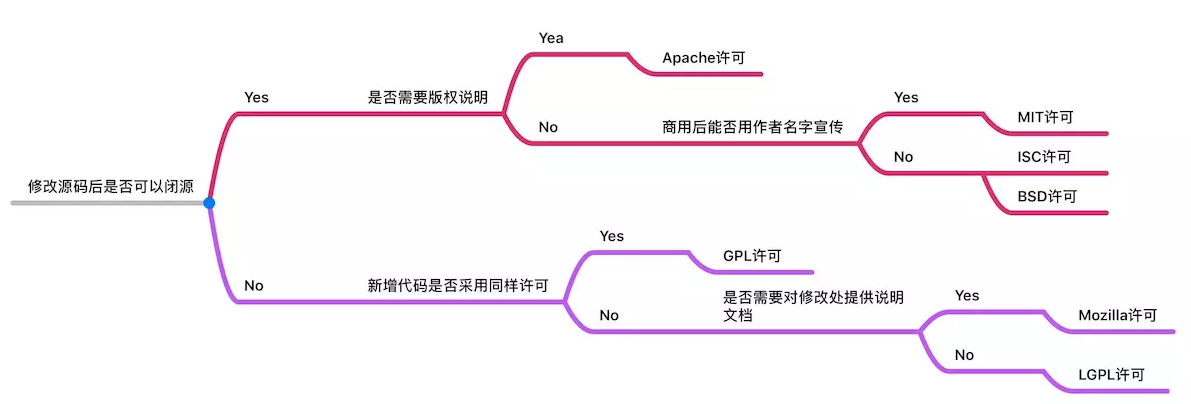 Yea
Apache许可
Yes
是否需要版权说明
Yes
MIT许可
No
商用后能否用作者名字宣传
No
ISC许可
修改源码后是否可以闭源
BSD许可
Yes
GPL许可
No
新增代码是否采用同样许可
是否需要对修改处提供说明
文档
Yes
No
Mozilla许可
No
LGPL许可